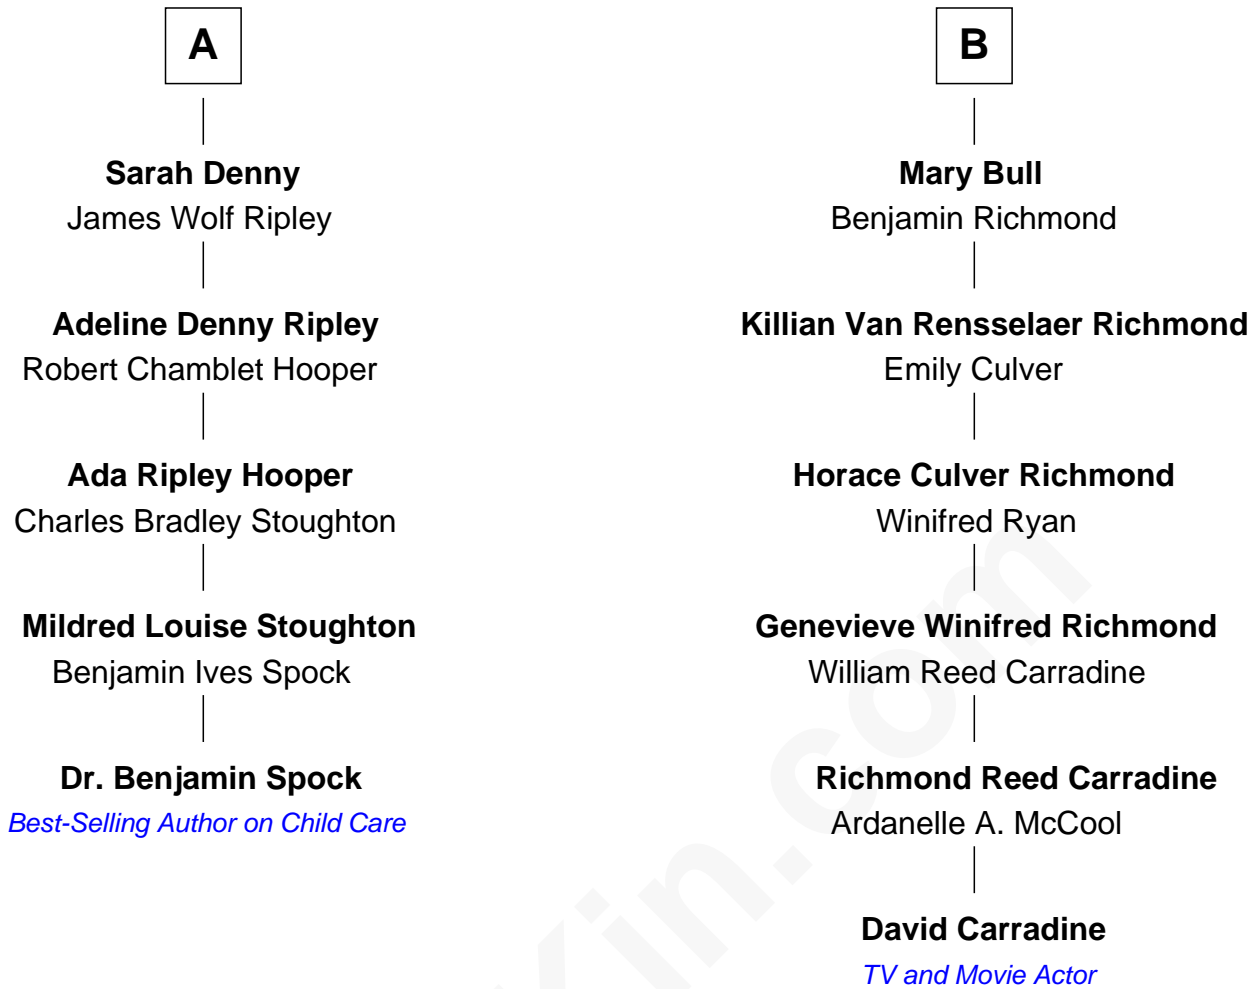 A
Sarah Denny
James Wolf Ripley
Adeline Denny Ripley
Robert Chamblet Hooper
Ada Ripley Hooper
Charles Bradley Stoughton
Mildred Louise Stoughton
Benjamin Ives Spock
Dr. Benjamin Spock
Best-Selling Author on Child Care
B
Mary Bull
Benjamin Richmond
Killian Van Rensselaer Richmond
Emily Culver
Horace Culver Richmond
Winifred Ryan
Genevieve Winifred Richmond
William Reed Carradine
Richmond Reed Carradine
Ardanelle A. McCool
David Carradine
TV and Movie Actor
Kin.com